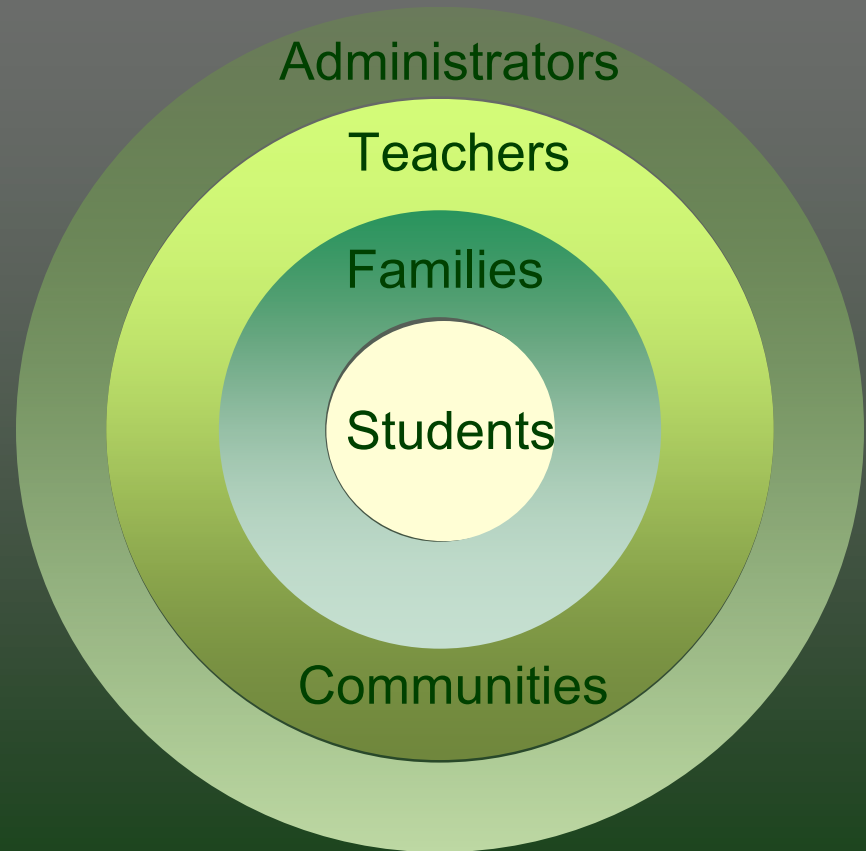 Administrators
Teachers
Families
Students
Communities